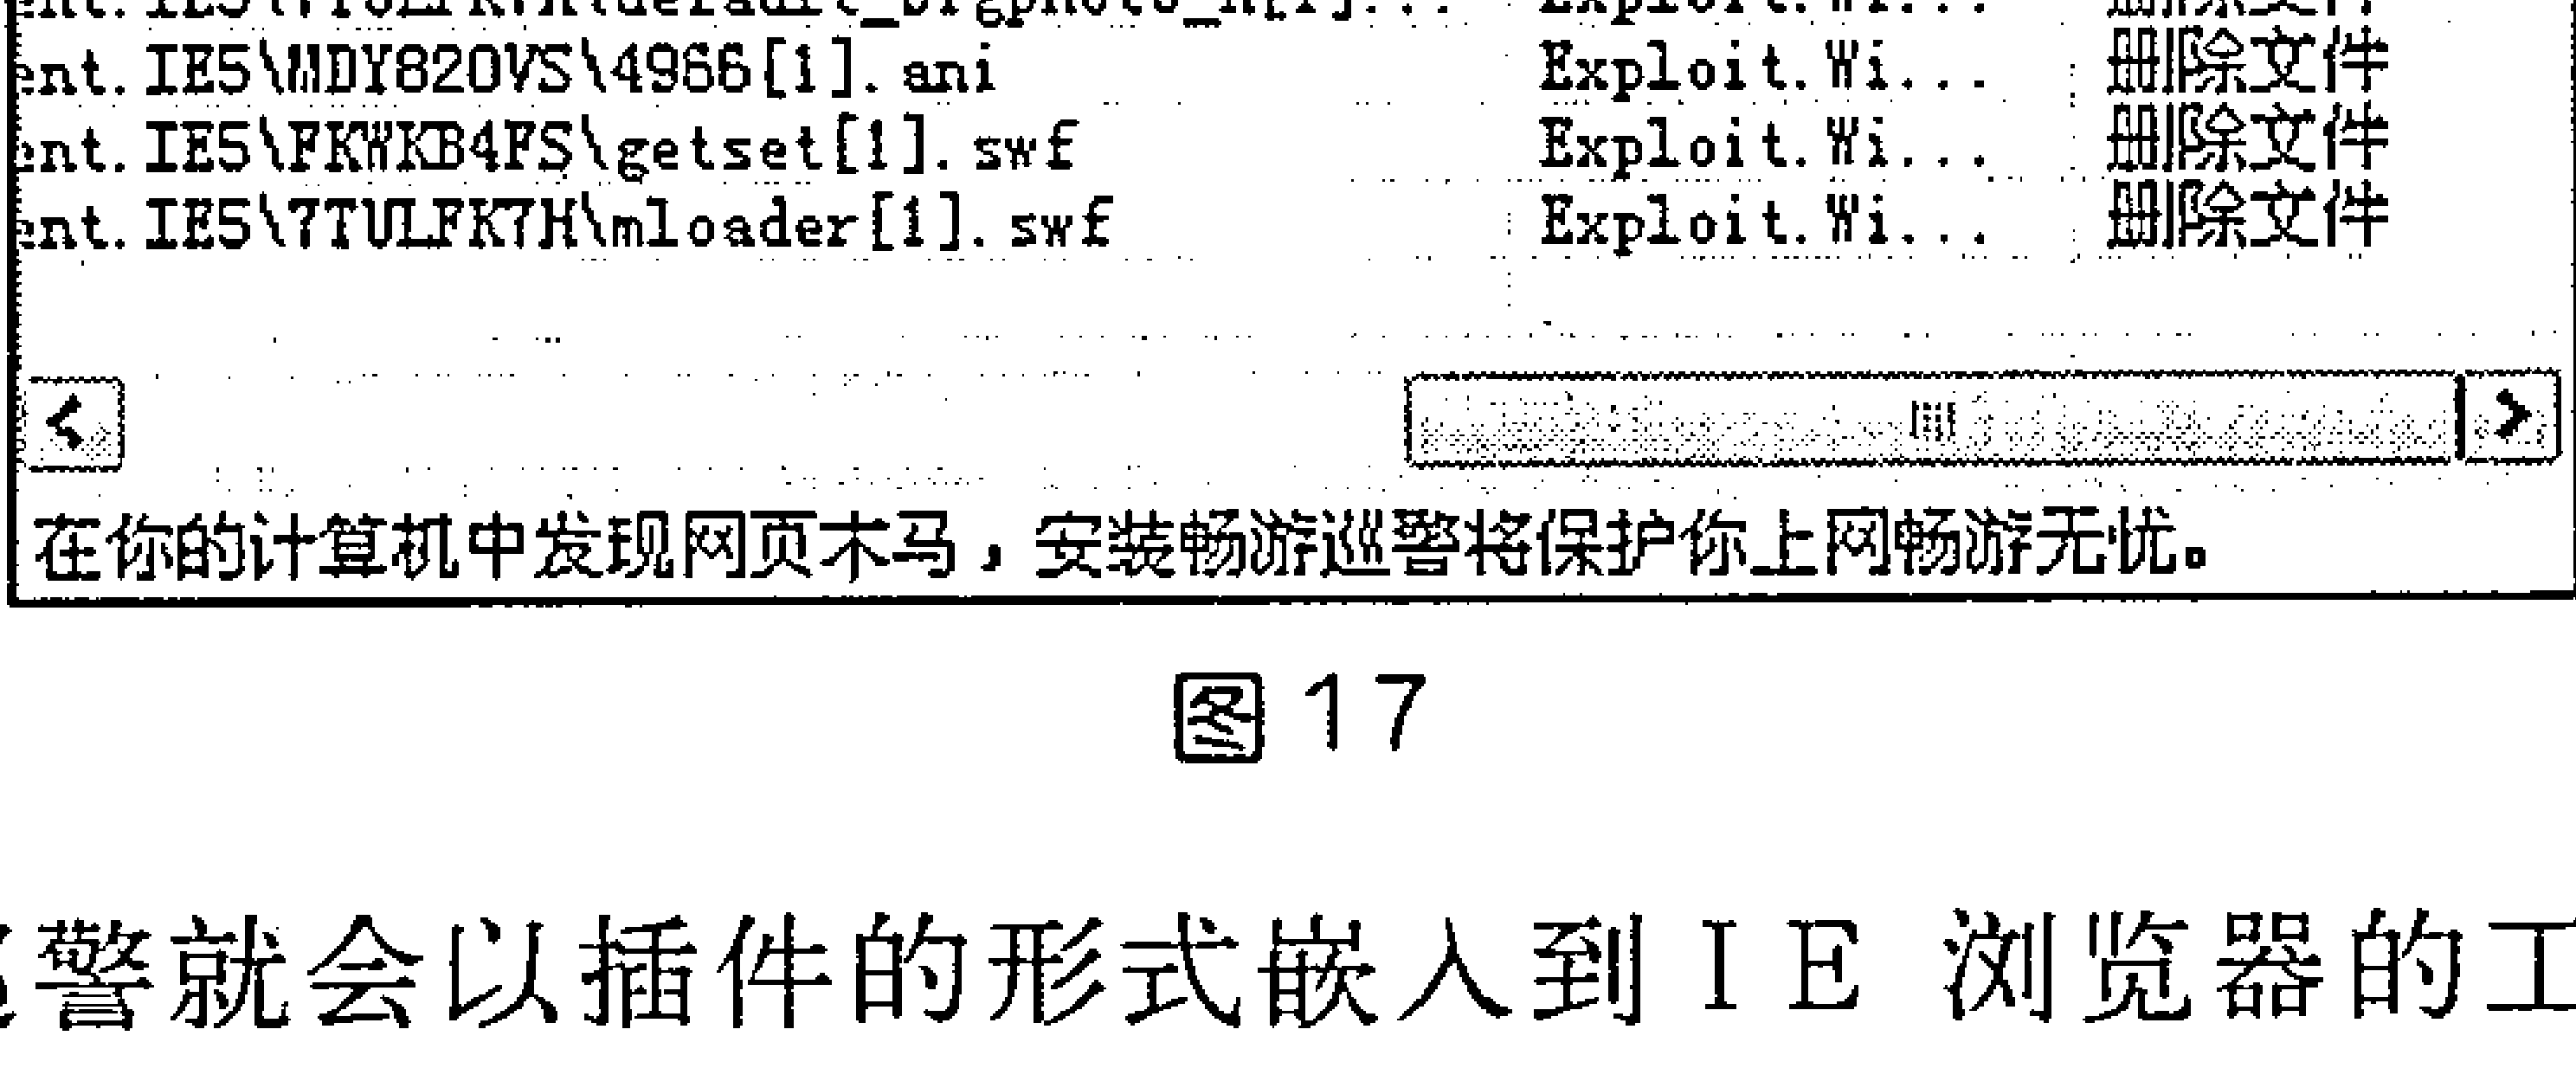 ent.IE5\MDY820VS\4966[1].ani Exploit.Wi... 删除文件
ent.IE5\FKWKB4FS\getset[1].swf Exploit.Wi... 删除文件
ent.IE5\7TULFK7H\mloader[1].swf Exploit.Wi... 删除文件
在你的计算机中发现网页木马，安装畅游巡警将保护你上网畅游无忧。
图 17
警就会以插件的形式嵌入到 IE 浏览器的工